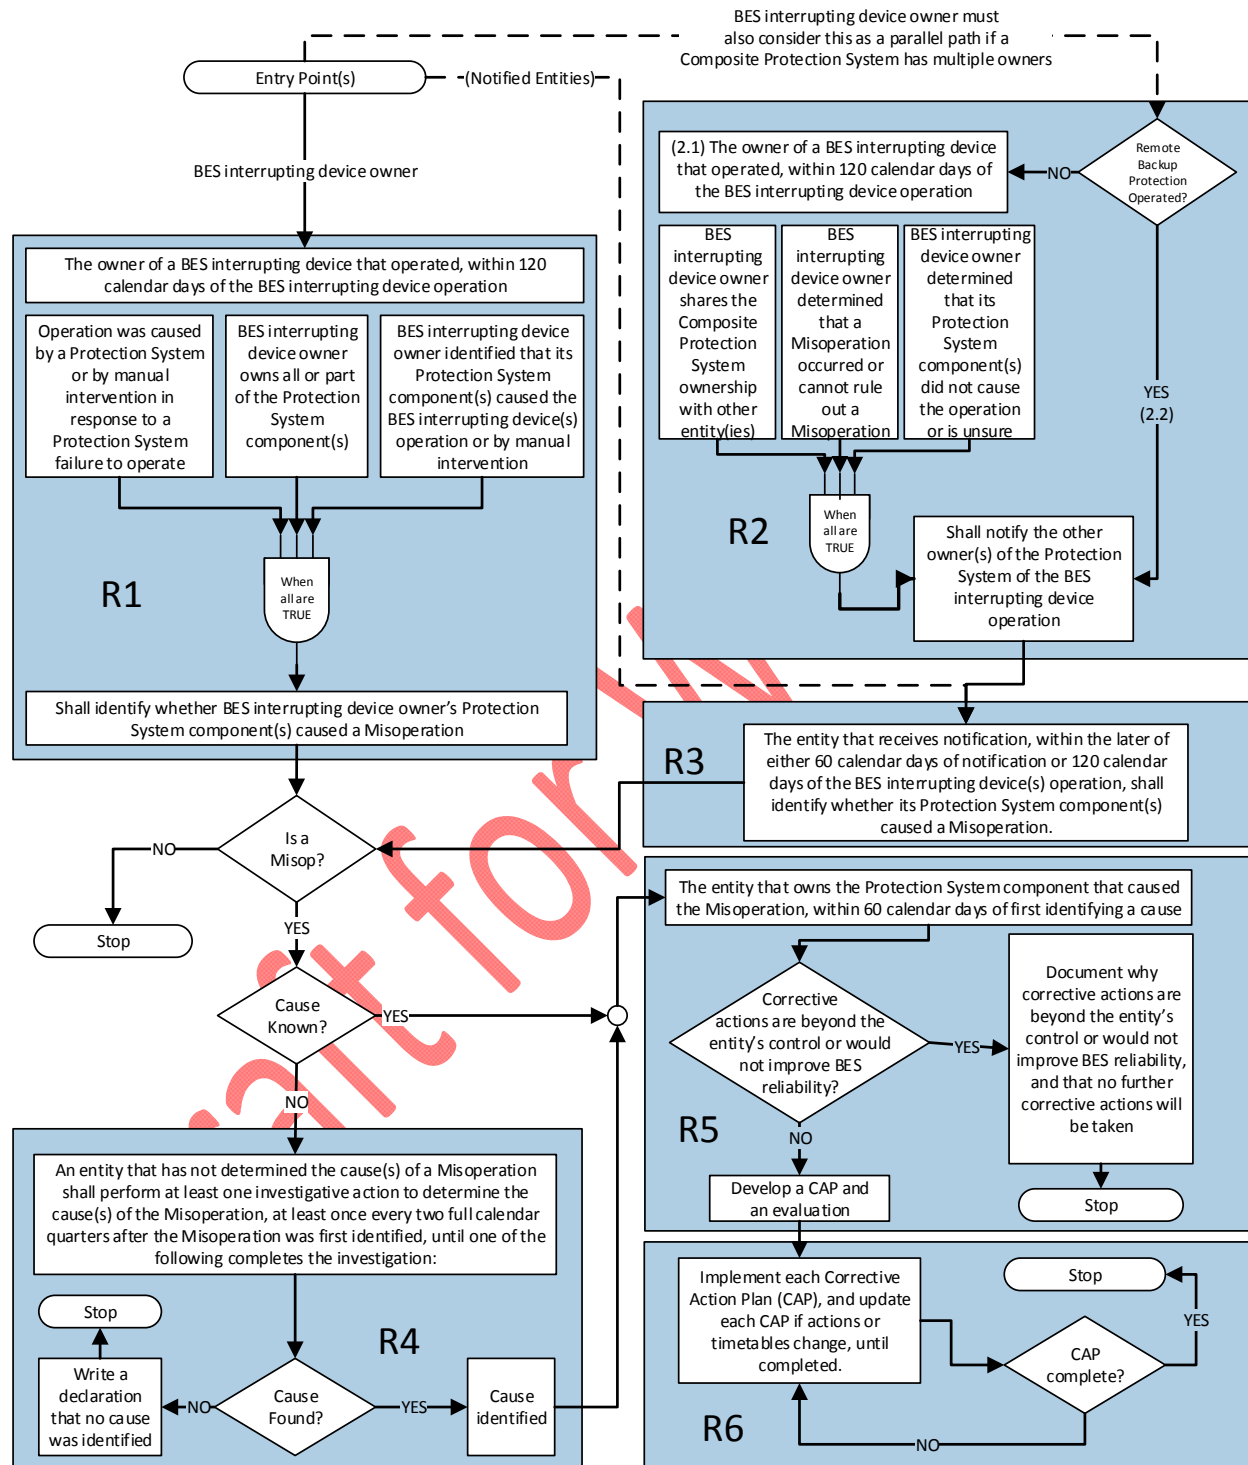 BES interrupting device owner must
also consider this as a parallel path if a
Composite Protection System has multiple owners
Entry Point(s)
(Notified Entities)
BES interrupting device owner
Remote
Backup
Protection
Operated?
NO
(2.1) The owner of a BES interrupting device
that operated, within 120 calendar days of
the BES interrupting device operation
BES
interrupting
device owner
shares the
Composite
Protection
System
ownership
with other
entity(ies)
BES
interrupting
device owner
determined
that a
Misoperation
occurred or
cannot rule
out a
Misoperation
BES interrupting
device owner
determined
that its
Protection
System
component(s)
did not cause
the operation
or is unsure
YES
(2.2)
When
all are
TRUE
R2
Shall notify the other
owner(s) of the Protection
System of the BES
interrupting device
operation
The owner of a BES interrupting device that operated, within 120
calendar days of the BES interrupting device operation
Operation was caused
by a Protection System
or by manual
intervention in
response to a
Protection System
failure to operate
BES interrupting
device owner
owns all or part
of the Protection
System
component(s)
BES interrupting device
owner identified that its
Protection System
component(s) caused the
BES interrupting device(s)
operation or by manual
intervention
R1
When
all are
TRUE
Shall identify whether BES interrupting device owner's Protection
System component(s) caused a Misoperation
R3
The entity that receives notification, within the later of
either 60 calendar days of notification or 120 calendar
days of the BES interrupting device(s) operation, shall
identify whether its Protection System component(s)
caused a Misoperation.
Is a
Misop?
NO
Stop
YES
Cause
Known?
YES
NO
The entity that owns the Protection System component that caused
the Misoperation, within 60 calendar days of first identifying a cause
Corrective
actions are beyond the
entity's control or would
not improve BES
reliability?
YES
Document why
corrective actions are
beyond the entity's
control or would not
improve BES reliability,
and that no further
corrective actions will
be taken
Stop
R5
NO
Develop a CAP and
an evaluation
An entity that has not determined the cause(s) of a Misoperation
shall perform at least one investigative action to determine the
cause(s) of the Misoperation, at least once every two full calendar
quarters after the Misoperation was first identified, until one of the
following completes the investigation:
Stop
R4
Write a
declaration
that no cause
was identified
NO
Cause
Found?
YES
Cause
identified
Implement each Corrective
Action Plan (CAP), and update
each CAP if actions or
timetables change, until
completed.
Stop
YES
CAP
complete?
NO
R6